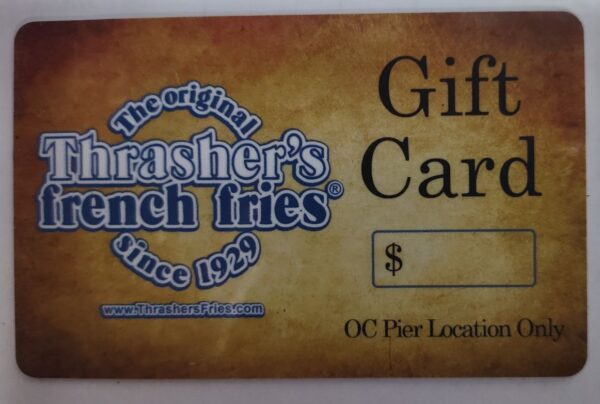 The original
Thrasher's
french fries®
since 1929
www.ThrashersFries.com
Gift
Card
$
OC Pier Location Only